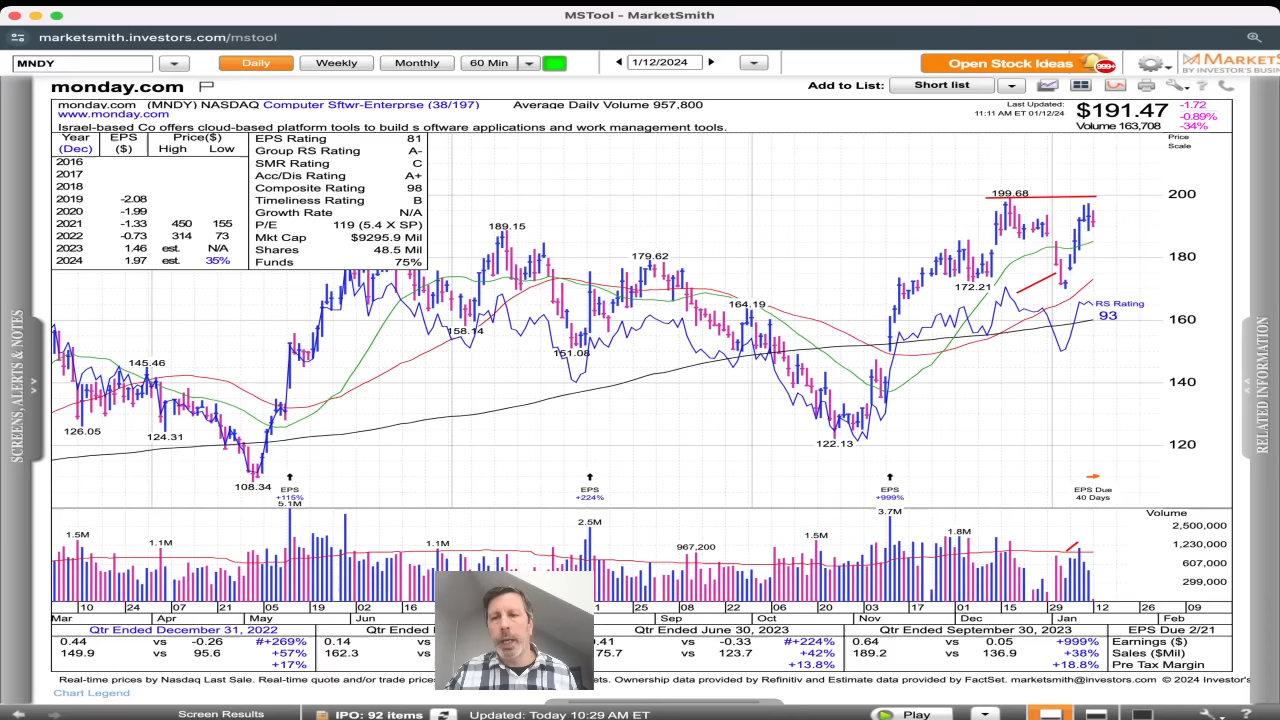 MSTool - MarketSmith
marketsmith.investors.com/mstool
MNDY
Daily
Weekly
Monthly
60 Min
1/12/2024
Open Stock Ideas
999+
MARKETS
BY INVESTOR'S BUSIN
monday.com
Add to List:
Short list
monday.com (MNDY) NASDAQ Computer Sftwr-Enterprse (38/197) Average Daily Volume 957,800
www.monday.com
Israel-based Co offers cloud-based platform tools to build s oftware applications and work management tools.
Last Updated:
11:11 AM ET 01/12/24
$191.47
Volume 163,708
-1.72
-0.89%
-34%
Year EPS Price($)
(Dec) ($) High Low
2016
2017
2018
2019 -2.08
2020 -1.99
2021 -1.33 450 155
2022 -0.73 314 73
2023 1.46 est. N/A
2024 1.97 est. 35%
EPS Rating 81
Group RS Rating A-
SMR Rating C
Acc/Dis Rating A+
Composite Rating 98
Timeliness Rating B
Growth Rate N/A
P/E 119 (5.4 X SP)
Mkt Cap $9295.9 Mil
Shares 48.5 Mil
Funds 75%
Price
Scale
200
180
160
140
120
199.68
189.15
179.62
172.21
164.19
158.14
151.08
145.46
126.05
124.31
122.13
108.34
RS Rating
93
EPS
+115%
5.1M
EPS
+224%
EPS
+999%
EPS Due
40 Days
3.7M
Volume
2,500,000
1,230,000
607,000
299,000
1.5M
1.1M
1.1M
2.5M
967,200
1.5M
1.8M
10 24 07 21 05 19 02 16 25 08 22 06 20 03 17 01 15 29 12 26 09
Mar Apr May Jun Sep Oct Nov Dec Jan Feb
Qtr Ended December 31, 2022
0.44 vs -0.26 #+269%
149.9 vs 95.6 +57%
+17%
Qtr Ended
0.14 vs
162.3 vs
Qtr Ended June 30, 2023
.41 vs -0.33 #+224%
75.7 vs 123.7 +42%
+13.8%
Qtr Ended September 30, 2023
0.64 vs 0.05 +999%
189.2 vs 136.9 +38%
+18.8%
EPS Due 2/21
Earnings ($)
Sales ($Mil)
Pre Tax Margin
Real-time prices by Nasdaq Last Sale. Real-time quote and/or trade prices
ts. Ownership data provided by Refinitiv and Estimate data provided by FactSet. marketsmith@investors.com © 2024 Investor's
Chart Legend
SCREENS, ALERTS & NOTES
RELATED INFORMATION
Screen Results
IPO: 92 items
Updated: Today 10:29 AM ET
Play